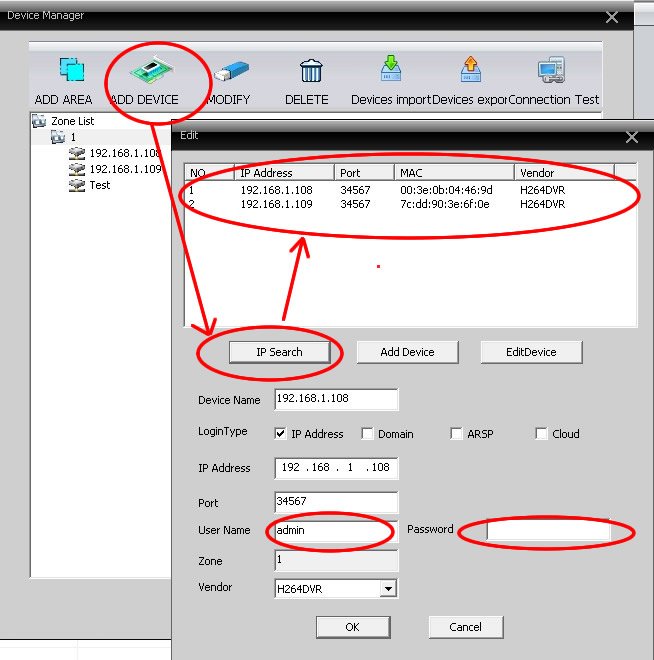 Device Manager
ADD AREA ADD DEVICE MODIFY DELETE Devices import Devices expor Connection Test
Zone List
1
192.168.1.108
192.168.1.109
Test
Edit
NO. IP Address Port MAC Vendor
1 192.168.1.108 34567 00:3e:0b:04:46:9d H264DVR
2 192.168.1.109 34567 7c:dd:90:3e:6f:0e H264DVR
IP Search Add Device EditDevice
Device Name 192.168.1.108
LoginType IP Address Domain ARSP Cloud
IP Address 192 .168 . 1 .108
Port 34567
User Name admin Password
Zone 1
Vendor H264DVR
OK Cancel